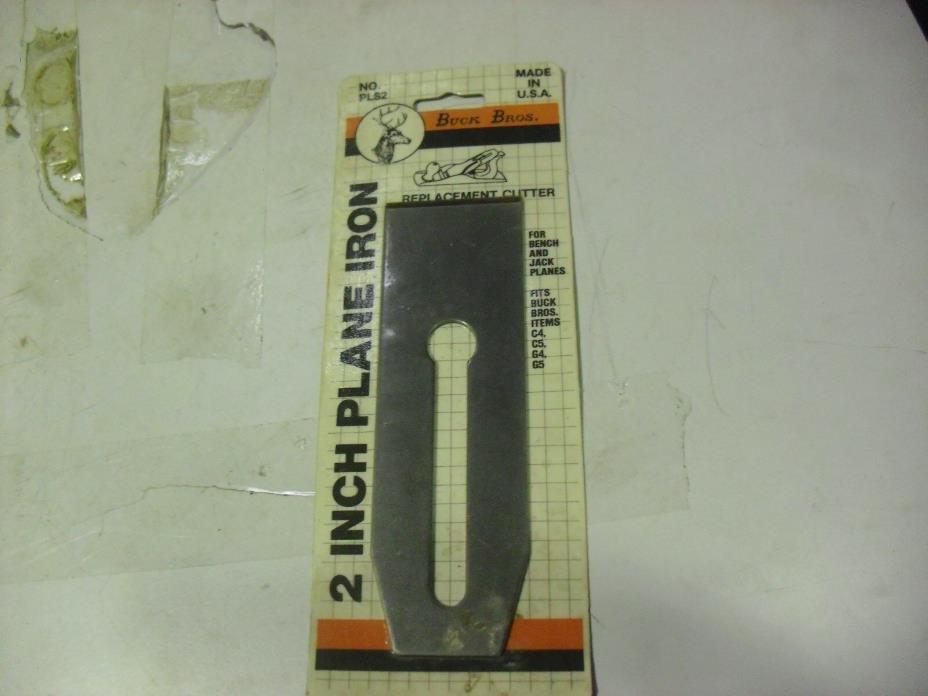 NO.
PLS2
MADE
IN
U.S.A.
BUCK BROS.
REPLACEMENT CUTTER
2 INCH PLANE IRON
FOR
BENCH
AND
JACK
PLANES
FITS
BUCK
BROS.
ITEMS
C4,
C5,
G4,
G5